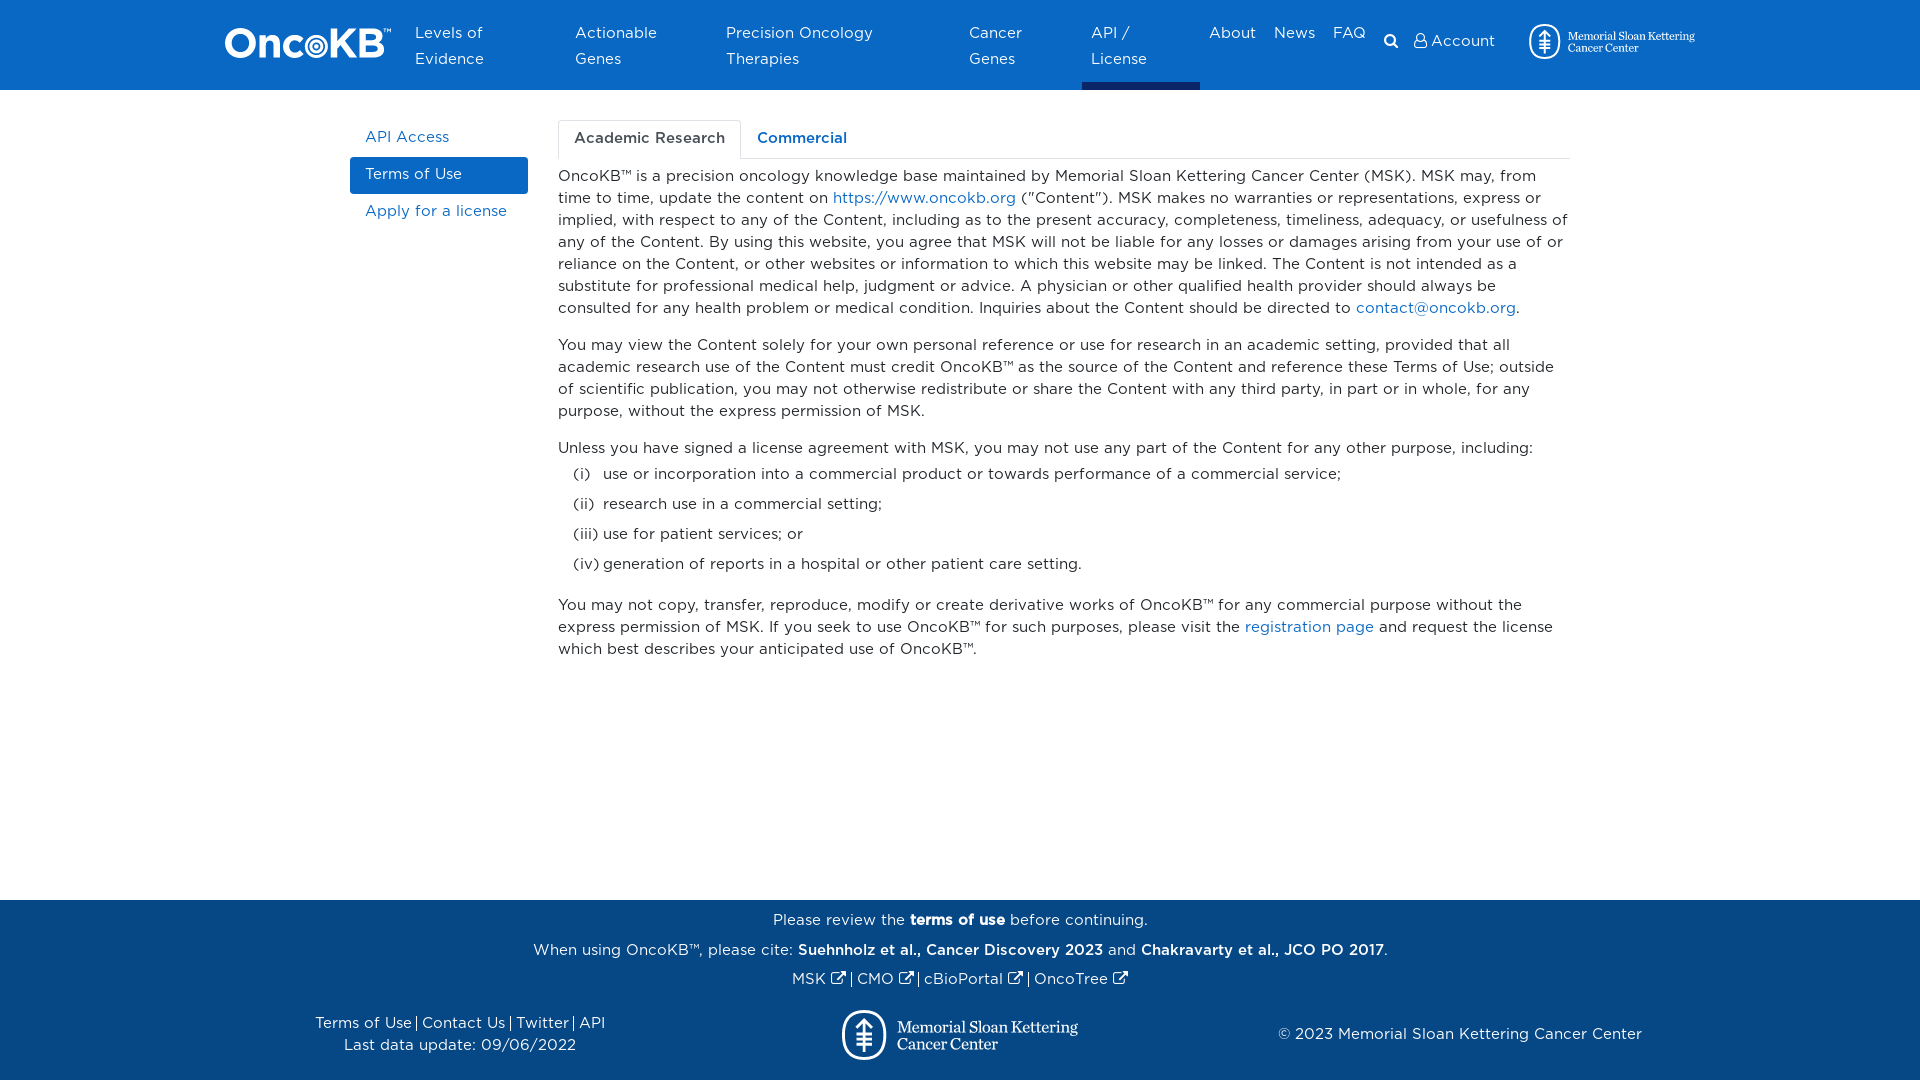 OncoKB™
Levels of
Evidence
Actionable
Genes
Precision Oncology
Therapies
Cancer
Genes
API /
License
About
News
FAQ
Account
Memorial Sloan Kettering
Cancer Center
API Access
Terms of Use
Apply for a license
Academic Research
Commercial
OncoKB™ is a precision oncology knowledge base maintained by Memorial Sloan Kettering Cancer Center (MSK). MSK may, from
time to time, update the content on https://www.oncokb.org ("Content"). MSK makes no warranties or representations, express or
implied, with respect to any of the Content, including as to the present accuracy, completeness, timeliness, adequacy, or usefulness of
any of the Content. By using this website, you agree that MSK will not be liable for any losses or damages arising from your use of or
reliance on the Content, or other websites or information to which this website may be linked. The Content is not intended as a
substitute for professional medical help, judgment or advice. A physician or other qualified health provider should always be
consulted for any health problem or medical condition. Inquiries about the Content should be directed to contact@oncokb.org.
You may view the Content solely for your own personal reference or use for research in an academic setting, provided that all
academic research use of the Content must credit OncoKB™ as the source of the Content and reference these Terms of Use; outside
of scientific publication, you may not otherwise redistribute or share the Content with any third party, in part or in whole, for any
purpose, without the express permission of MSK.
Unless you have signed a license agreement with MSK, you may not use any part of the Content for any other purpose, including:
(i) use or incorporation into a commercial product or towards performance of a commercial service;
(ii) research use in a commercial setting;
(iii) use for patient services; or
(iv) generation of reports in a hospital or other patient care setting.
You may not copy, transfer, reproduce, modify or create derivative works of OncoKB™ for any commercial purpose without the
express permission of MSK. If you seek to use OncoKB™ for such purposes, please visit the registration page and request the license
which best describes your anticipated use of OncoKB™.
Please review the terms of use before continuing.
When using OncoKB™, please cite: Suehnholz et al., Cancer Discovery 2023 and Chakravarty et al., JCO PO 2017.
MSK | CMO | cBioPortal | OncoTree
Terms of Use | Contact Us | Twitter | API
Last data update: 09/06/2022
Memorial Sloan Kettering
Cancer Center
© 2023 Memorial Sloan Kettering Cancer Center